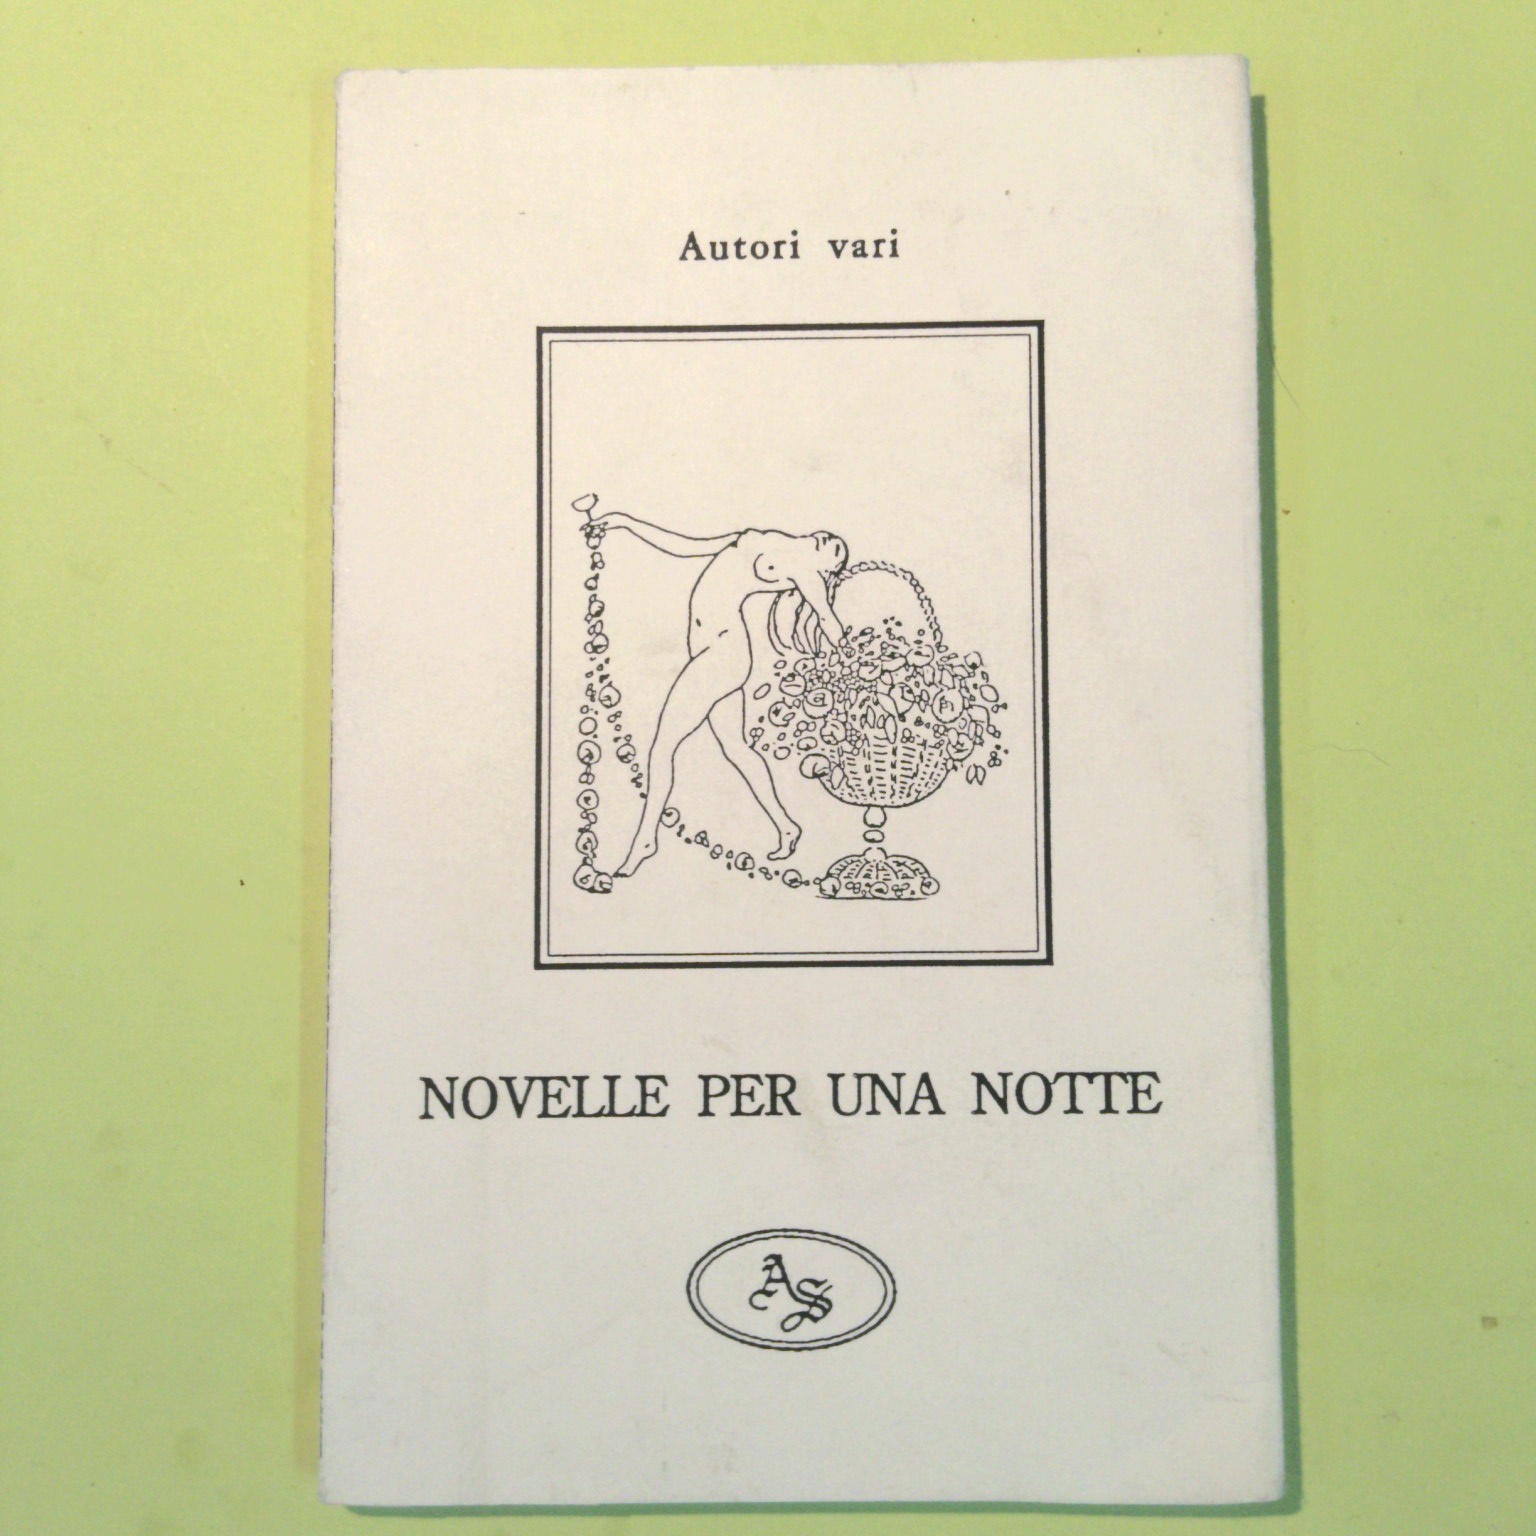 Autori vari
NOVELLE PER UNA NOTTE
AS